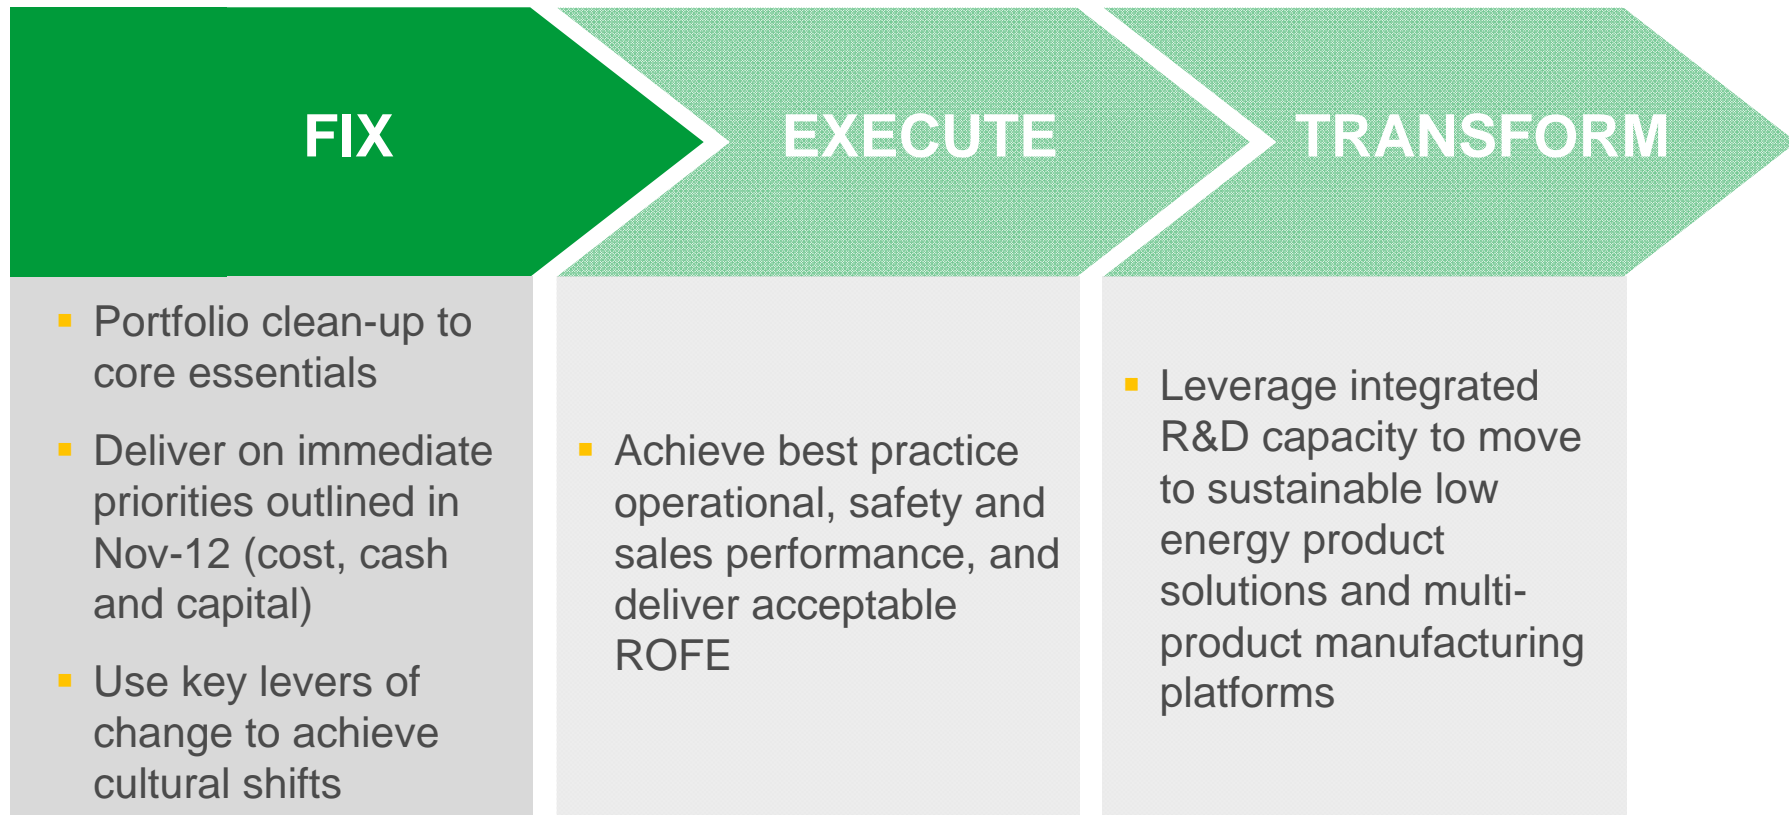 FIX
Portfolio clean-up to
core essentials
Deliver on immediate
priorities outlined in
Nov-12 (cost, cash
and capital)
Use key levers of
change to achieve
cultural shifts
EXECUTE
Achieve best practice
operational, safety and
sales performance, and
deliver acceptable
ROFE
TRANSFORM
Leverage integrated
R&D capacity to move
to sustainable low
energy product
solutions and multi-
product manufacturing
platforms